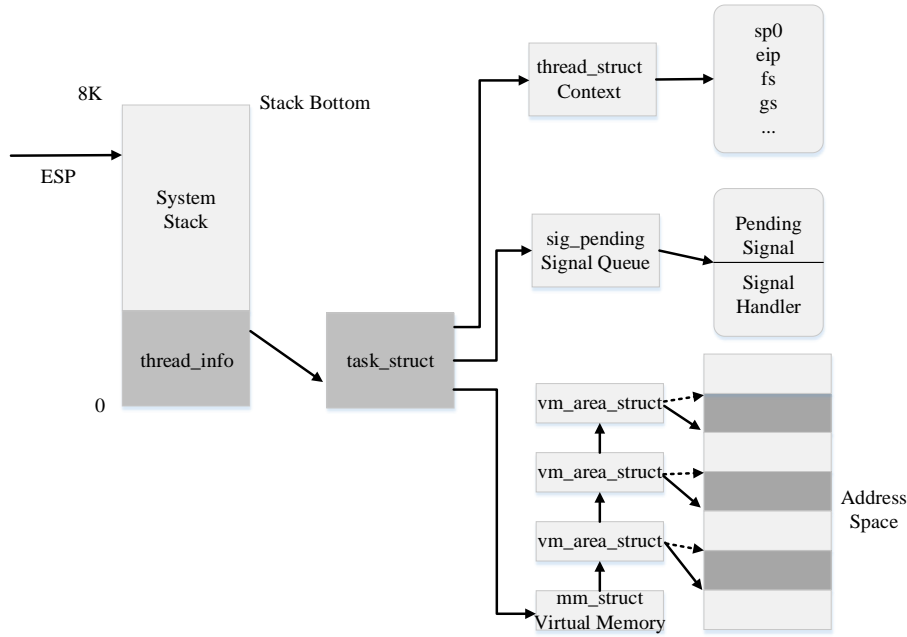 8K
Stack Bottom
ESP
System
Stack
thread_info
0
task_struct
thread_struct
Context
sp0
eip
fs
gs
...
sig_pending
Signal Queue
Pending
Signal
Signal
Handler
vm_area_struct
vm_area_struct
vm_area_struct
mm_struct
Virtual Memory
Address
Space